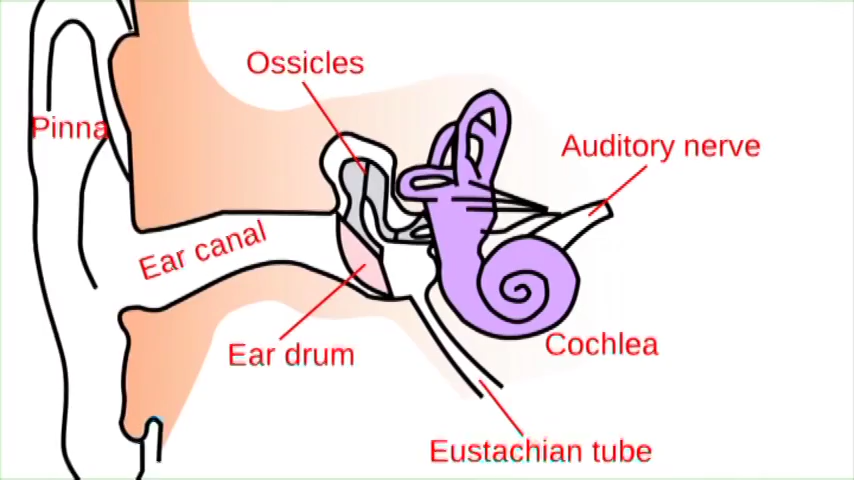 Ossicles
Pinna
Auditory nerve
Ear canal
Ear drum
Cochlea
Eustachian tube